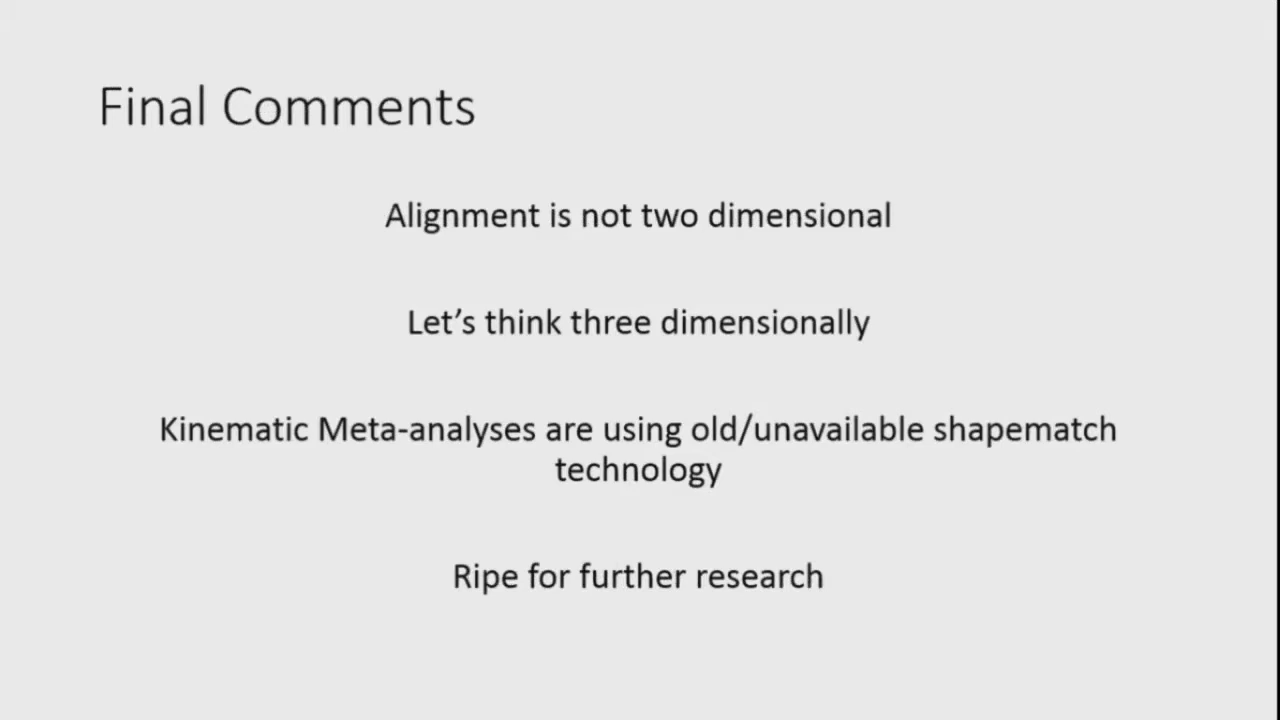 Final Comments
Alignment is not two dimensional
Let’s think three dimensionally
Kinematic Meta-analyses are using old/unavailable shapematch
technology
Ripe for further research